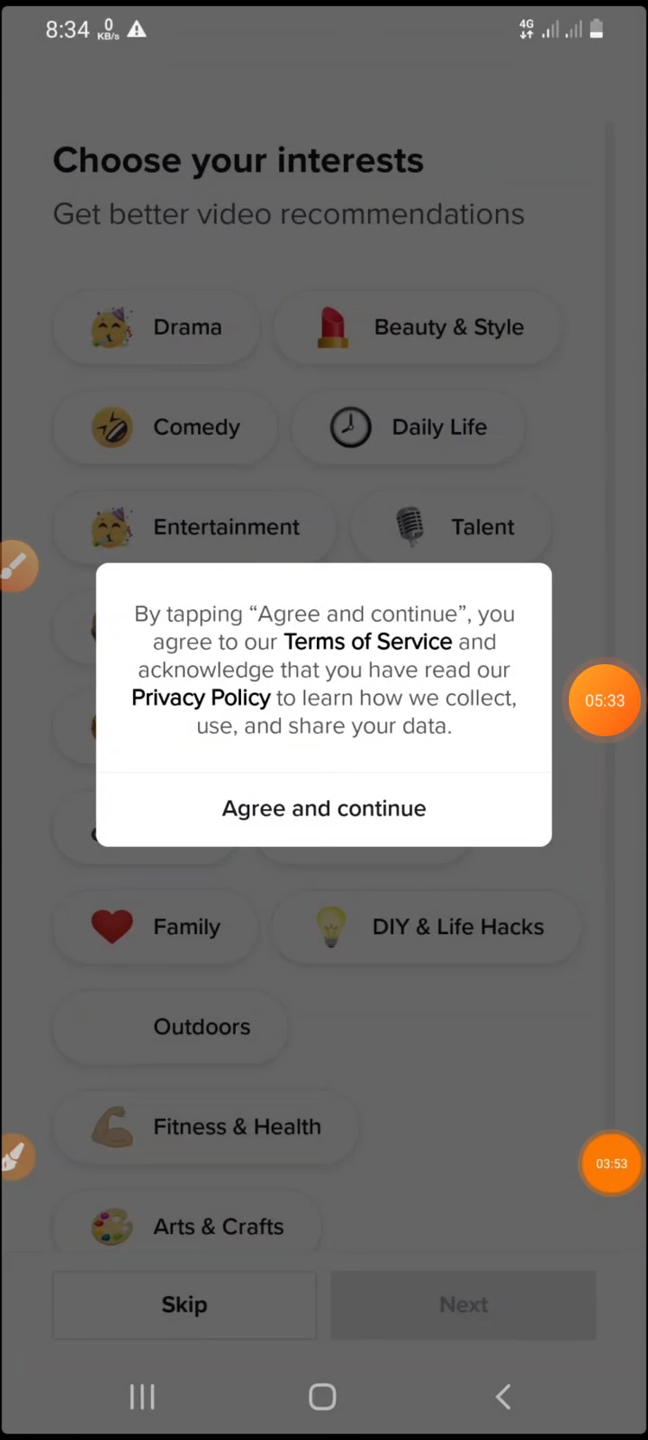 8:34 0 KB/s 4G
Choose your interests
Get better video recommendations
Drama Beauty & Style
Comedy Daily Life
Entertainment Talent
By tapping “Agree and continue”, you
agree to our Terms of Service and
acknowledge that you have read our
Privacy Policy to learn how we collect,
use, and share your data.
05:33
Agree and continue
Family DIY & Life Hacks
Outdoors
Fitness & Health
03:53
Arts & Crafts
Skip Next